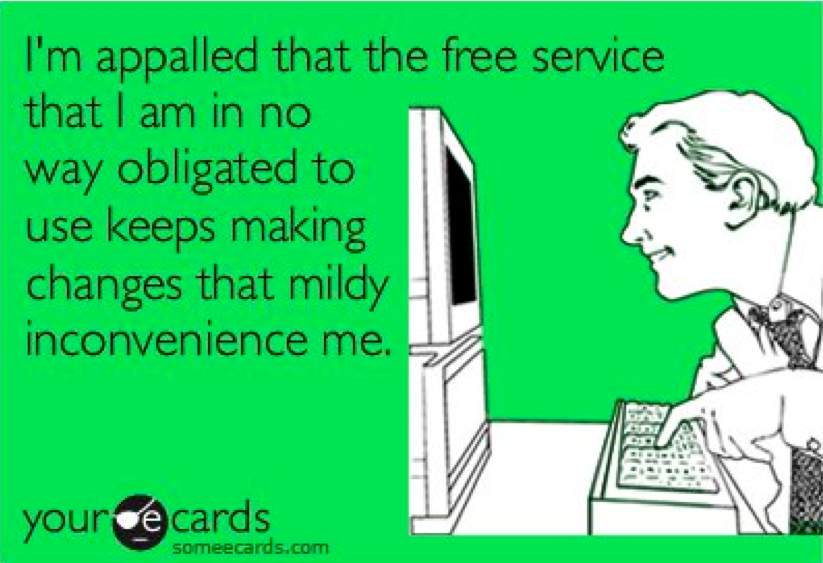 I'm appalled that the free service
that I am in no
way obligated to
use keeps making
changes that mildy
inconvenience me.
your e cards
someecards.com